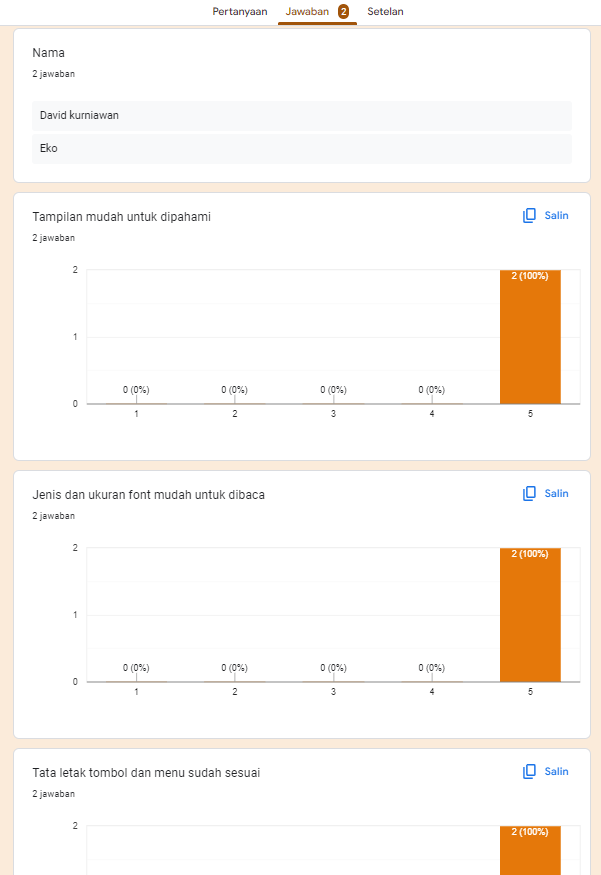 Pertanyaan Jawaban 2 Setelan
Nama
2 jawaban
David kurniawan
Eko
Tampilan mudah untuk dipahami Salin
2 jawaban
2
2 (100%)
1
0 (0%) 0 (0%) 0 (0%) 0 (0%)
0
1 2 3 4 5
Jenis dan ukuran font mudah untuk dibaca Salin
2 jawaban
2
2 (100%)
1
0 (0%) 0 (0%) 0 (0%) 0 (0%)
0
1 2 3 4 5
Tata letak tombol dan menu sudah sesuai Salin
2 jawaban
2
2 (100%)